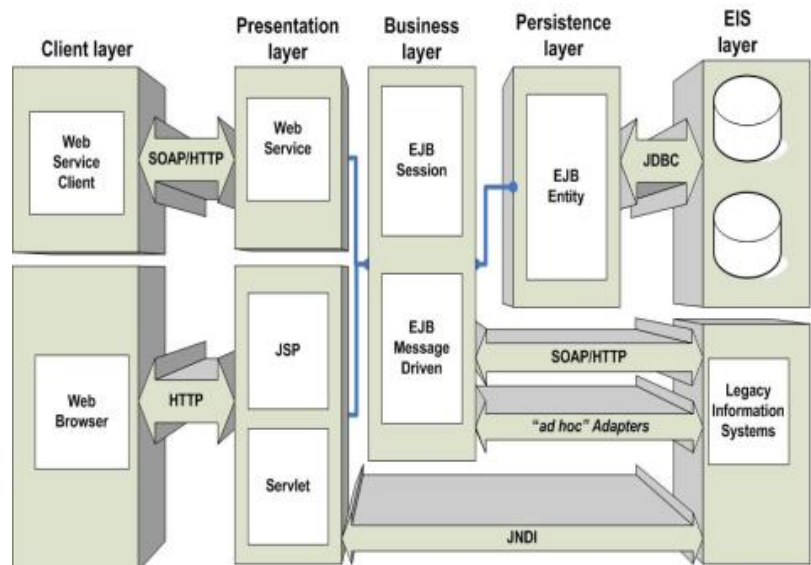 Client layer
Presentation
layer
Business
layer
Persistence
layer
EIS
layer
Web
Service
Client
SOAP/HTTP
Web
Service
EJB
Session
EJB
Entity
JDBC
Web
Browser
HTTP
JSP
Servlet
EJB
Message
Driven
SOAP/HTTP
"ad hoc" Adapters
JNDI
Legacy
Information
Systems